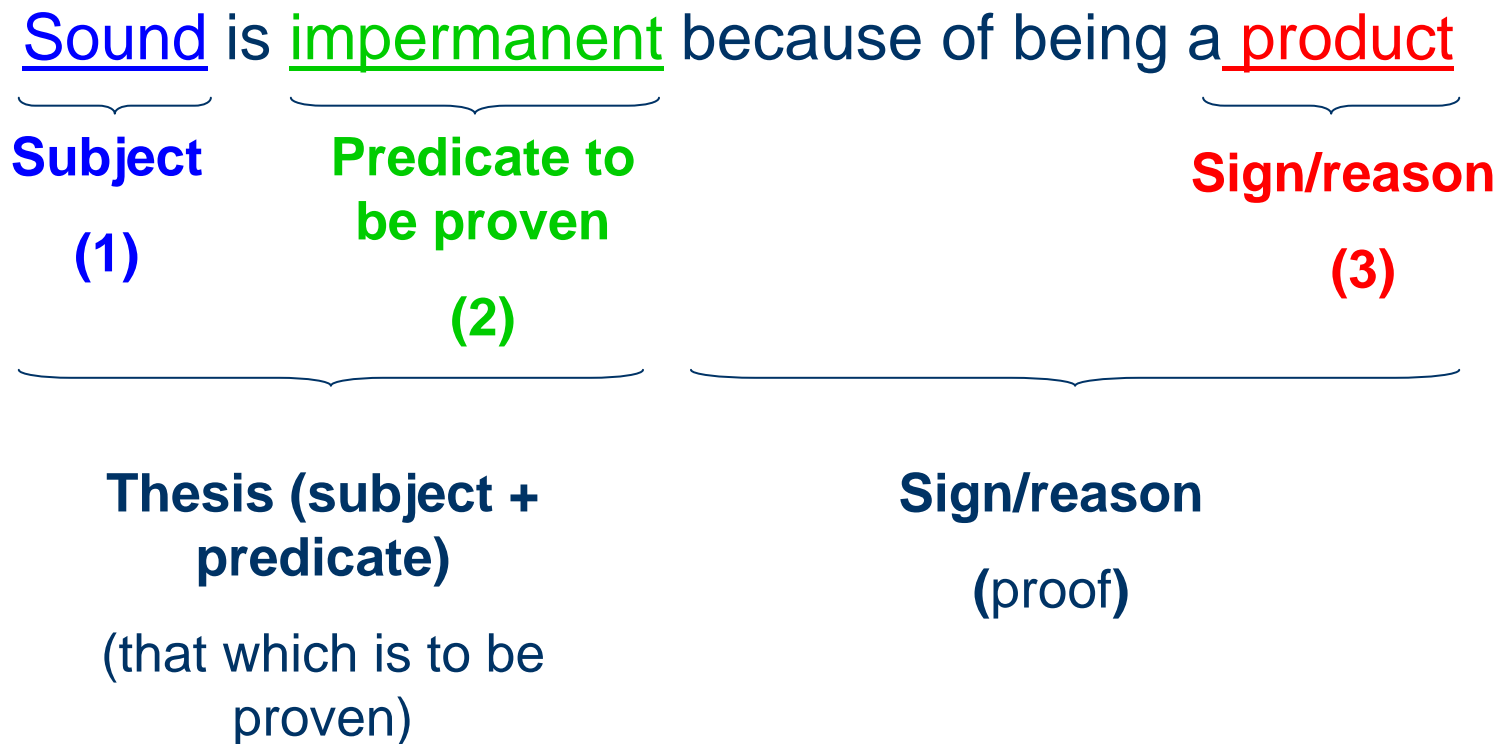 Sound is impermanent because of being a product
Subject
(1)
Predicate to
be proven
(2)
Sign/reason
(3)
Thesis (subject +
predicate)
(that which is to be
proven)
Sign/reason
(proof)